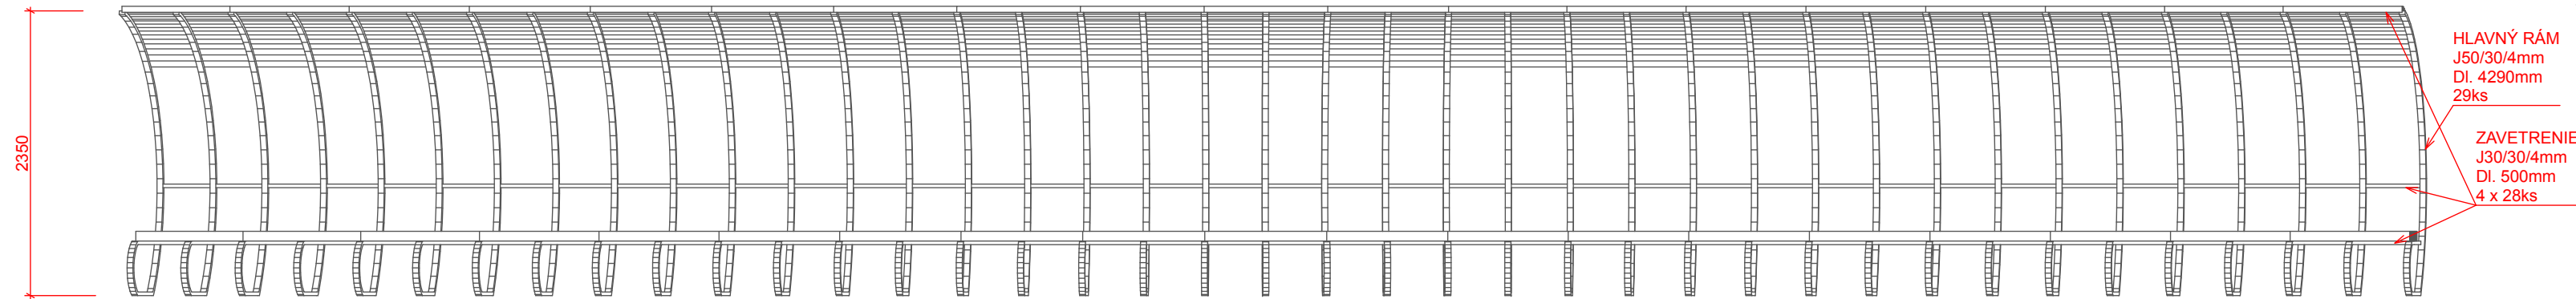 2350
HLAVNÝ RÁM
J50/30/4mm
Dl. 4290mm
29ks
ZAVETRENIE
J30/30/4mm
Dl. 500mm
4 x 28ks